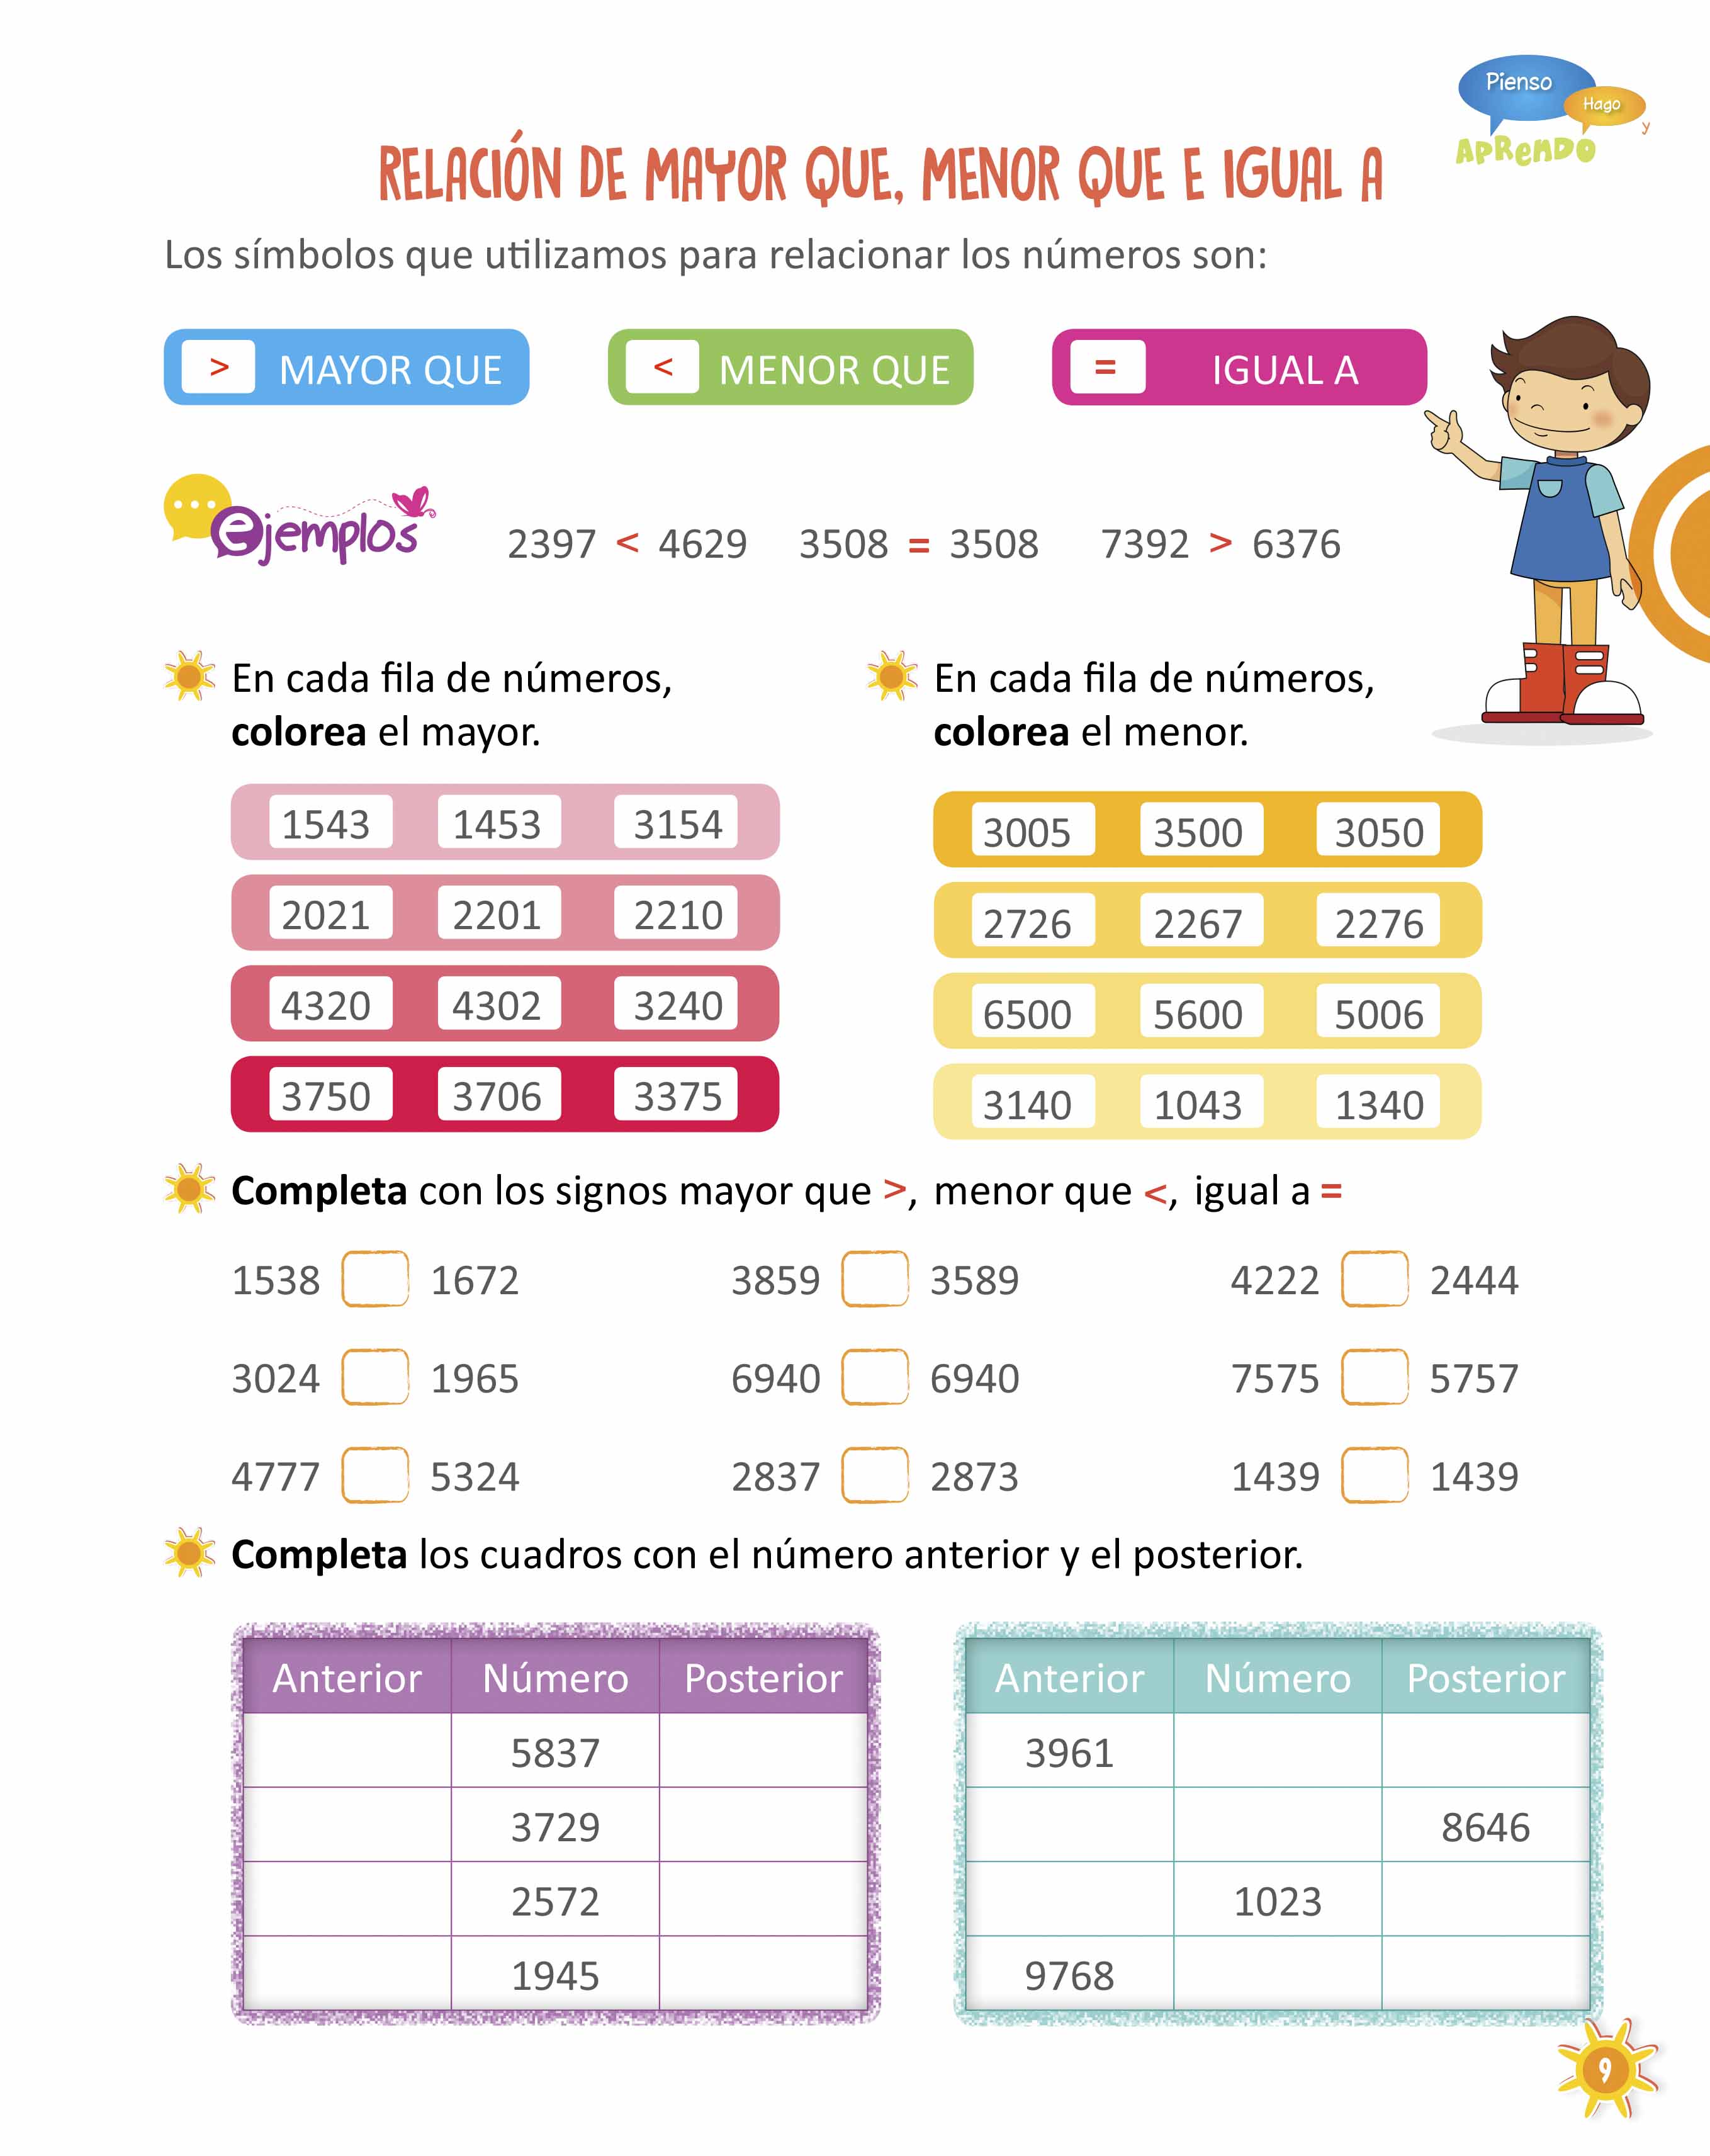 Pienso
Hago
y
APRENDO
RELACIÓN DE MAYOR QUE, MENOR QUE E IGUAL A
Los símbolos que utilizamos para relacionar los números son:
> MAYOR QUE
< MENOR QUE
= IGUAL A
ejemplos
2397 < 4629 3508 = 3508 7392 > 6376
En cada fila de números,
colorea el mayor.
1543 1453 3154
2021 2201 2210
4320 4302 3240
3750 3706 3375
En cada fila de números,
colorea el menor.
3005 3500 3050
2726 2267 2276
6500 5600 5006
3140 1043 1340
Completa con los signos mayor que >, menor que <, igual a =
1538 1672 3859 3589 4222 2444
3024 1965 6940 6940 7575 5757
4777 5324 2837 2873 1439 1439
Completa los cuadros con el número anterior y el posterior.
Anterior Número Posterior
5837
3729
2572
1945
Anterior Número Posterior
3961
8646
1023
9768
9